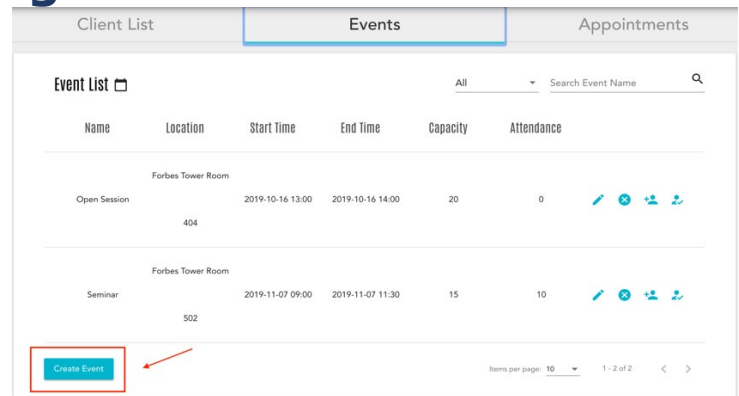 Client List Events Appointments
Event List All Search Event Name
Name Location Start Time End Time Capacity Attendance
Forbes Tower Room
Open Session 2019-10-16 13:00 2019-10-16 14:00 20 0
404
Forbes Tower Room
Seminar 2019-11-07 09:00 2019-11-07 11:30 15 10
502
Create Event Items per page: 10 1 - 2 of 2